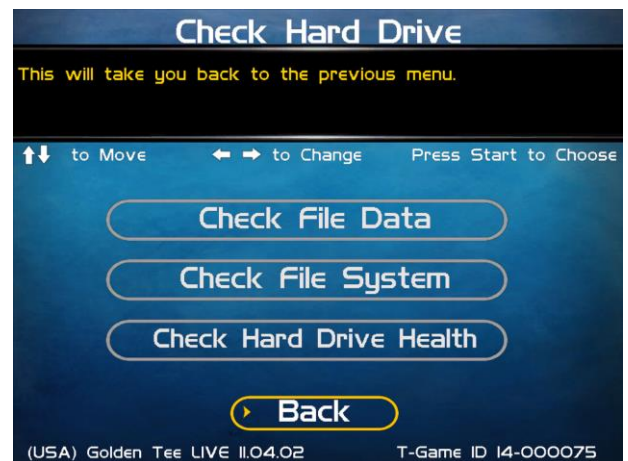 Check Hard Drive
This will take you back to the previous menu.
to Move to Change Press Start to Choose
Check File Data
Check File System
Check Hard Drive Health
Back
(USA) Golden Tee LIVE 11.04.02 T-Game ID 14-000075